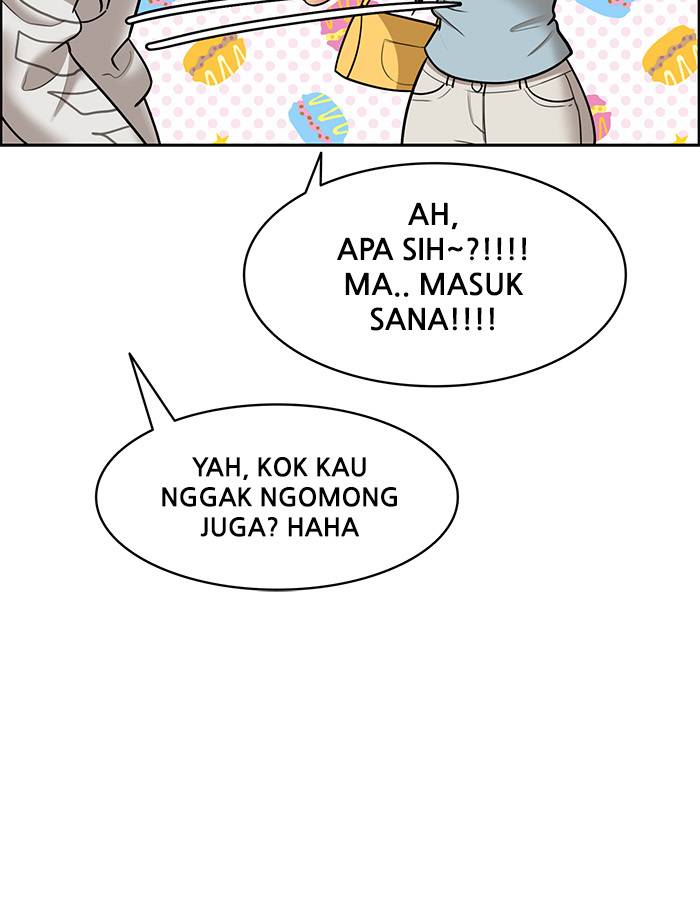 AH,
APA SIH~?!!!!
MA.. MASUK
SANA!!!!
YAH, KOK KAU
NGGAK NGOMONG
JUGA? HAHA